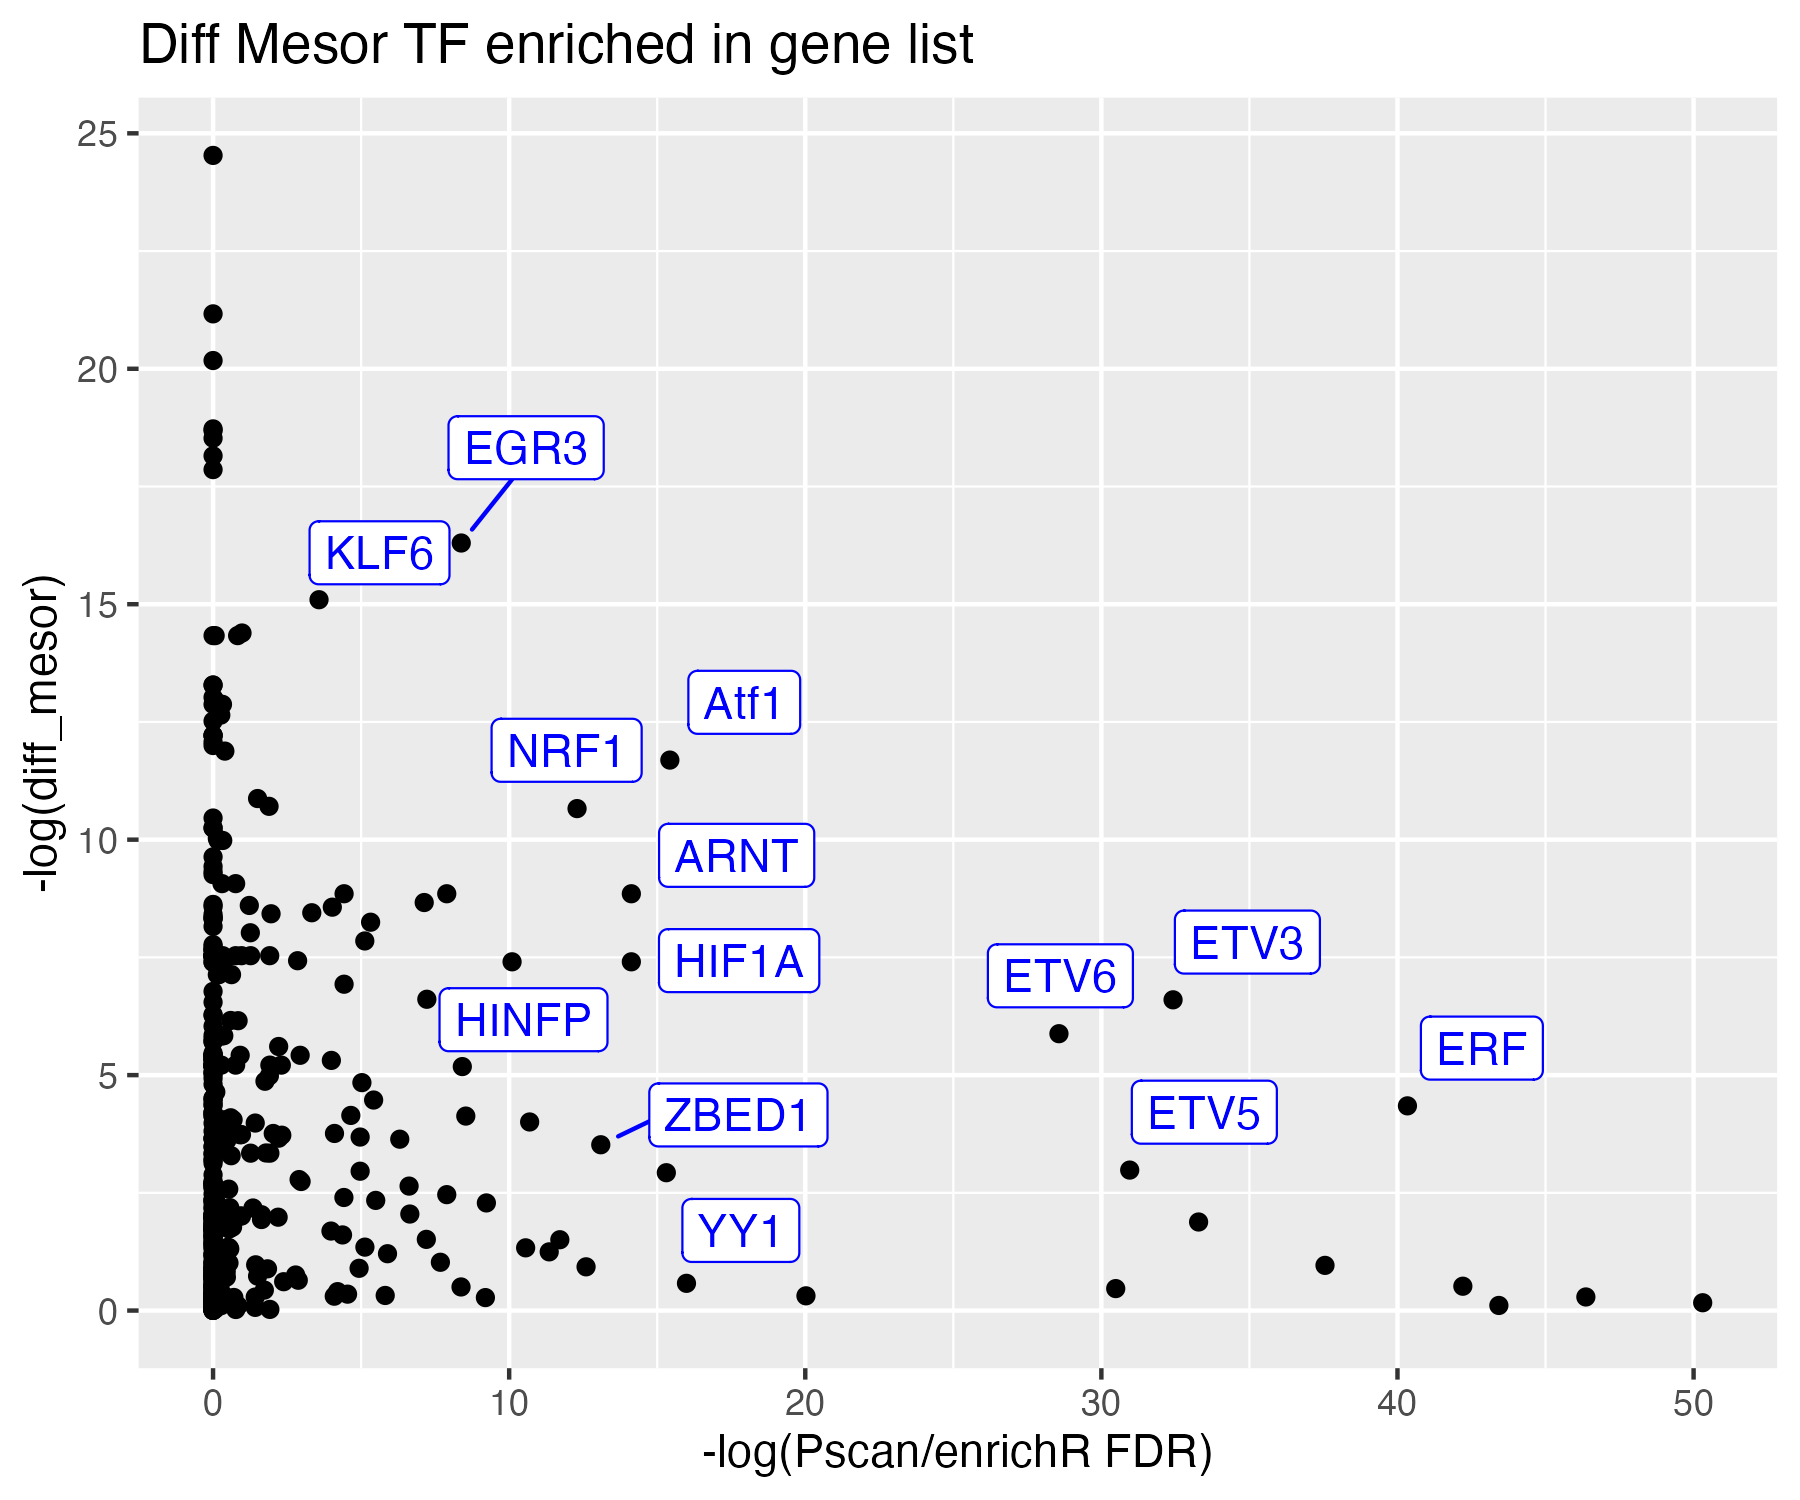 Diff Mesor TF enriched in gene list
25
20
15
10
5
0
-log(diff_mesor)
EGR3
KLF6
Atf1
NRF1
ARNT
HIF1A
ETV3
ETV6
HINFP
ERF
ETV5
ZBED1
YY1
0 10 20 30 40 50
-log(Pscan/enrichR FDR)